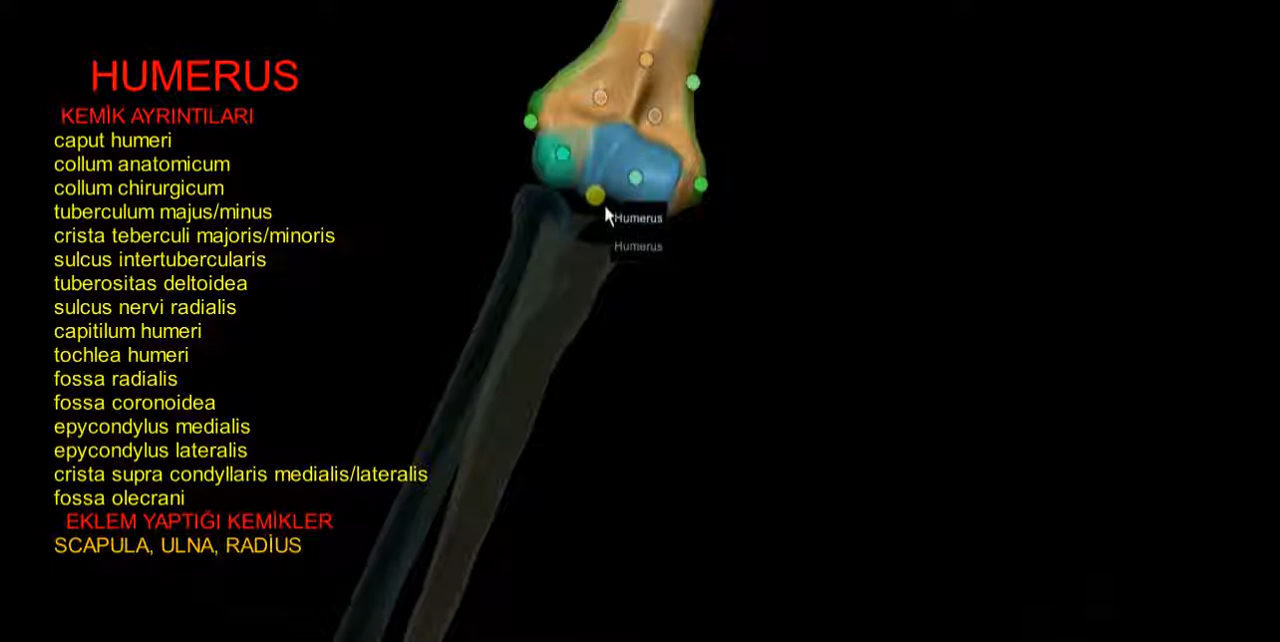 HUMERUS
KEMİK AYRINTILARI
caput humeri
collum anatomicum
collum chirurgicum
tuberculum majus/minus
crista teberculi majoris/minoris
sulcus intertubercularis
tuberositas deltoidea
sulcus nervi radialis
capitilum humeri
tochlea humeri
fossa radialis
fossa coronoidea
epycondylus medialis
epycondylus lateralis
crista supra condyllaris medialis/lateralis
fossa olecrani
EKLEM YAPTIĞI KEMİKLER
SCAPULA, ULNA, RADİUS
Humerus
Humerus